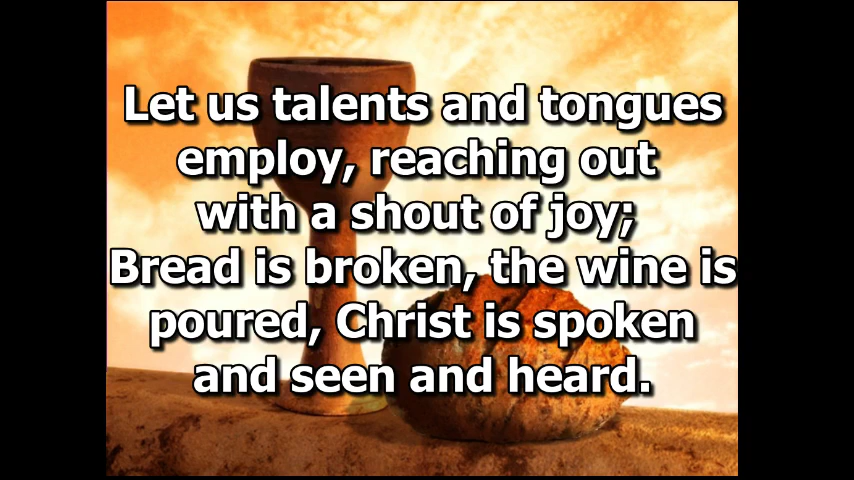 Let us talents and tongues
employ, reaching out
with a shout of joy;
Bread is broken, the wine is
poured, Christ is spoken
and seen and heard.